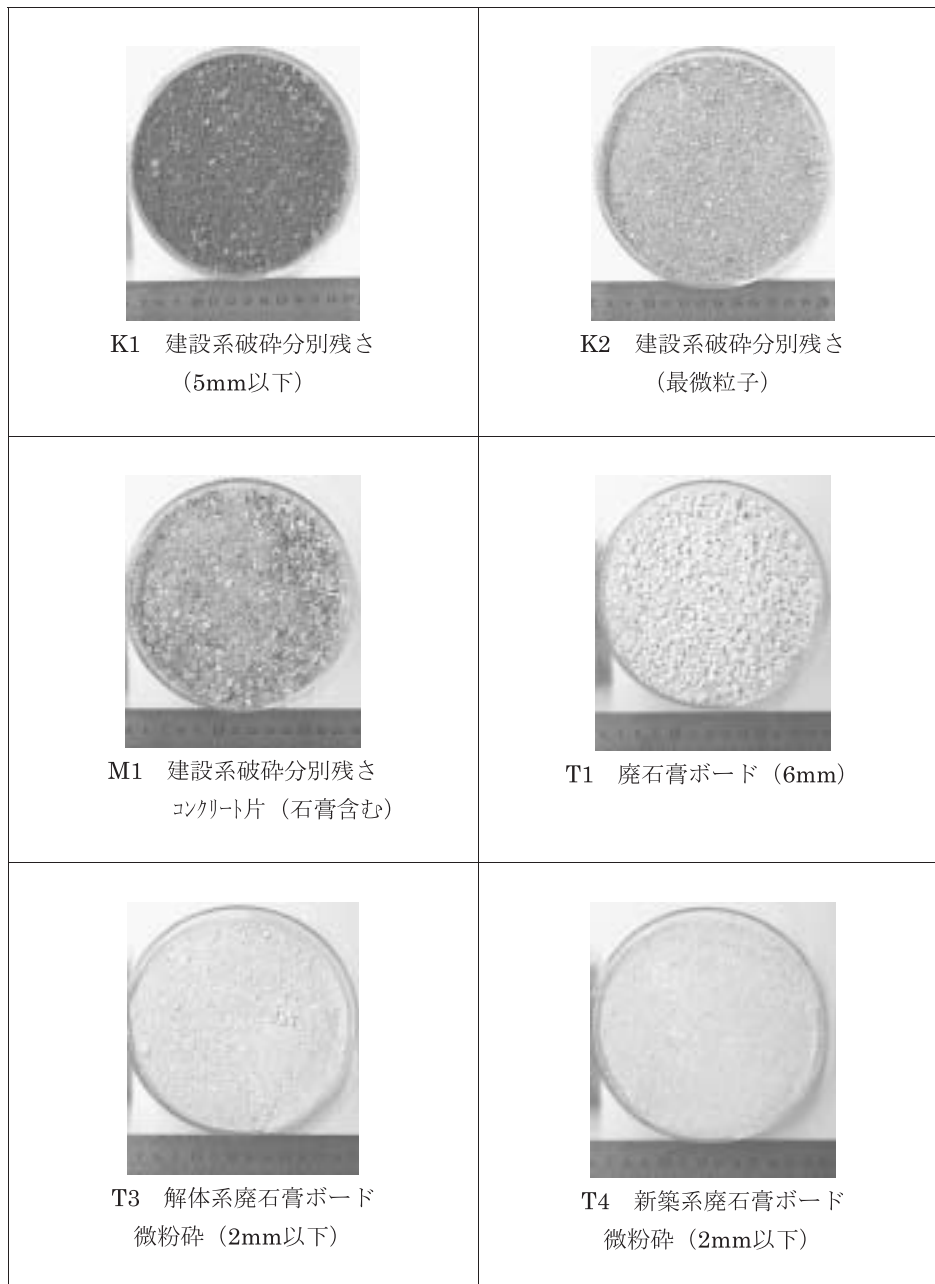 K1　建設系破砕分別残さ
（5mm以下）
K2　建設系破砕分別残さ
（最微粒子）
M1　建設系破砕分別残さ
ｺﾝｸﾘｰﾄ片（石膏含む）
T1　廃石膏ボード（6mm）
T3　解体系廃石膏ボード
微粉砕（2mm以下）
T4　新築系廃石膏ボード
微粉砕（2mm以下）